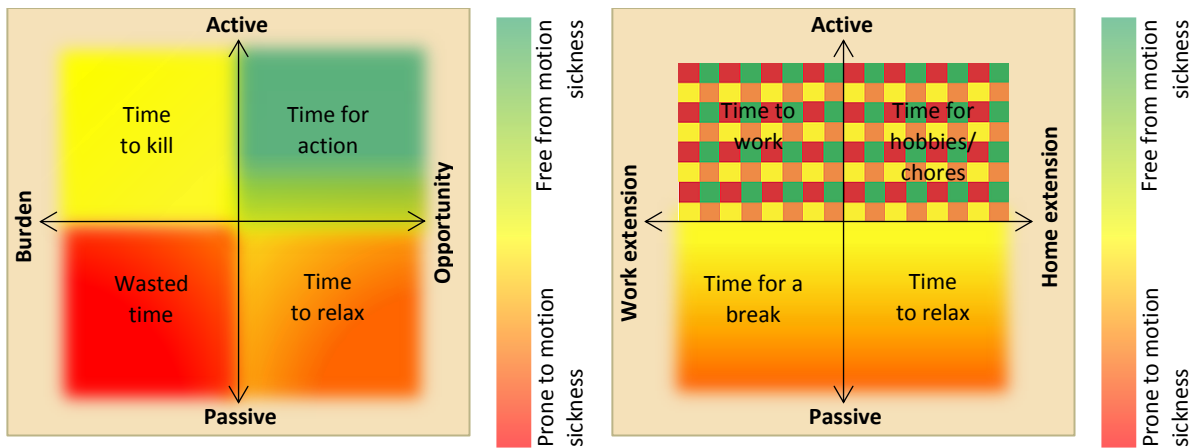 Active
Time
to kill
Time for
action
Burden
Opportunity
Wasted
time
Time
to relax
Passive
Free from motion
sickness
Prone to motion
sickness
Active
Time to
work
Time for
hobbies/
chores
Work extension
Home extension
Time for a
break
Time
to relax
Passive
Free from motion
sickness
Prone to motion
sickness